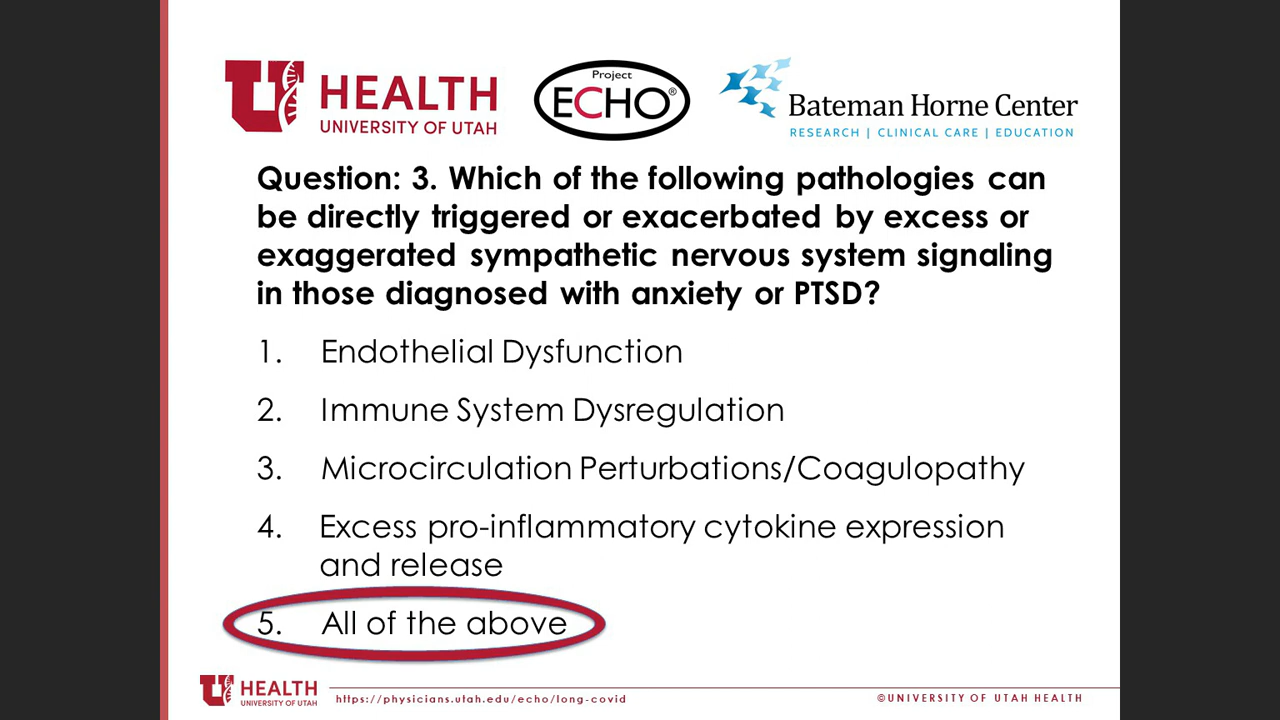 HEALTH
UNIVERSITY OF UTAH
Project
ECHO®
Bateman Horne Center
RESEARCH | CLINICAL CARE | EDUCATION
Question: 3. Which of the following pathologies can
be directly triggered or exacerbated by excess or
exaggerated sympathetic nervous system signaling
in those diagnosed with anxiety or PTSD?
1. Endothelial Dysfunction
2. Immune System Dysregulation
3. Microcirculation Perturbations/Coagulopathy
4. Excess pro-inflammatory cytokine expression
and release
5. All of the above
HEALTH
UNIVERSITY OF UTAH
https://physicians.utah.edu/echo/long-covid
©UNIVERSITY OF UTAH HEALTH